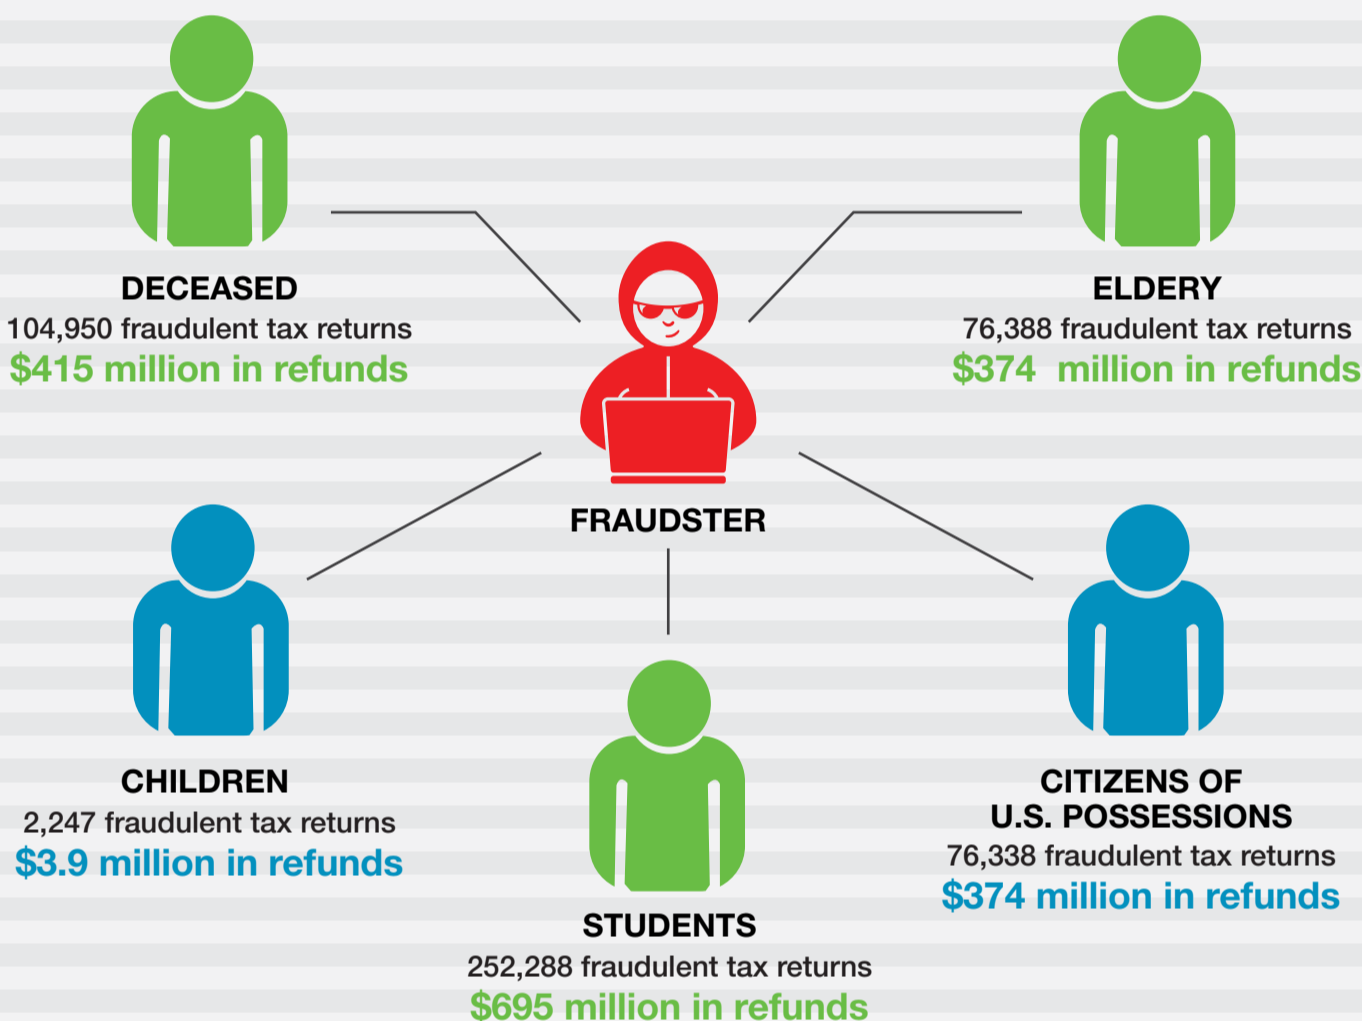 DECEASED
104,950 fraudulent tax returns
$415 million in refunds
ELDERY
76,388 fraudulent tax returns
$374 million in refunds
FRAUDSTER
CHILDREN
2,247 fraudulent tax returns
$3.9 million in refunds
STUDENTS
252,288 fraudulent tax returns
$695 million in refunds
CITIZENS OF
U.S. POSSESSIONS
76,338 fraudulent tax returns
$374 million in refunds